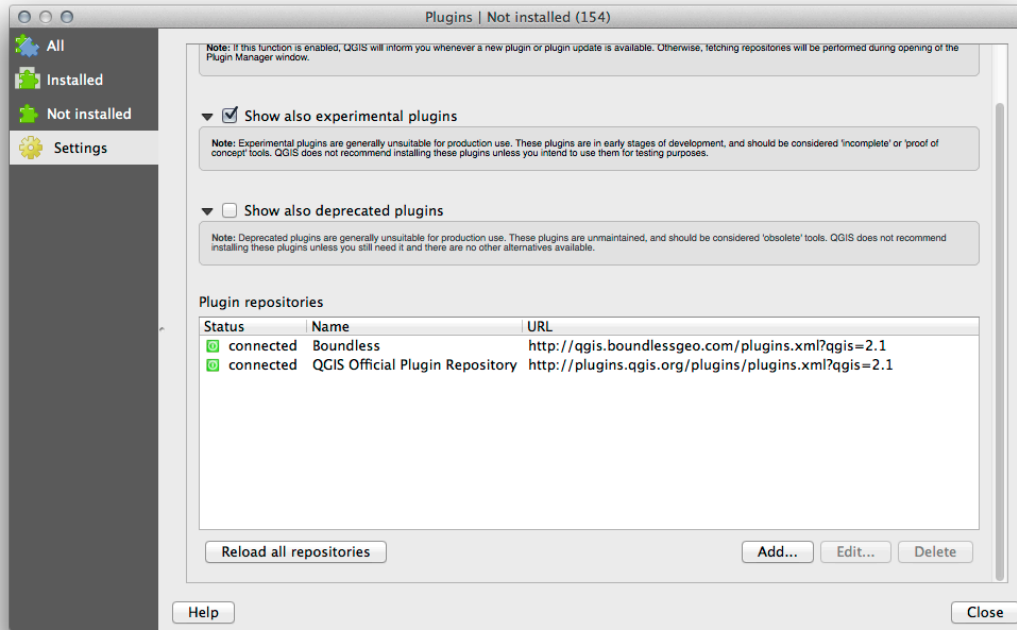 Plugins | Not installed (154)
All
Installed
Not installed
Settings
Note: If this function is enabled, QGIS will inform you whenever a new plugin or plugin update is available. Otherwise, fetching repositories will be performed during opening of the
Plugin Manager window.
Show also experimental plugins
Note: Experimental plugins are generally unsuitable for production use. These plugins are in early stages of development, and should be considered 'incomplete' or 'proof of
concept' tools. QGIS does not recommend installing these plugins unless you intend to use them for testing purposes.
Show also deprecated plugins
Note: Deprecated plugins are generally unsuitable for production use. These plugins are unmaintained, and should be considered 'obsolete' tools. QGIS does not recommend
installing these plugins unless you still need it and there are no other alternatives available.
Plugin repositories
Status Name URL
connected Boundless http://qgis.boundlessgeo.com/plugins.xml?qgis=2.1
connected QGIS Official Plugin Repository http://plugins.qgis.org/plugins/plugins.xml?qgis=2.1
Reload all repositories Add... Edit... Delete
Help Close